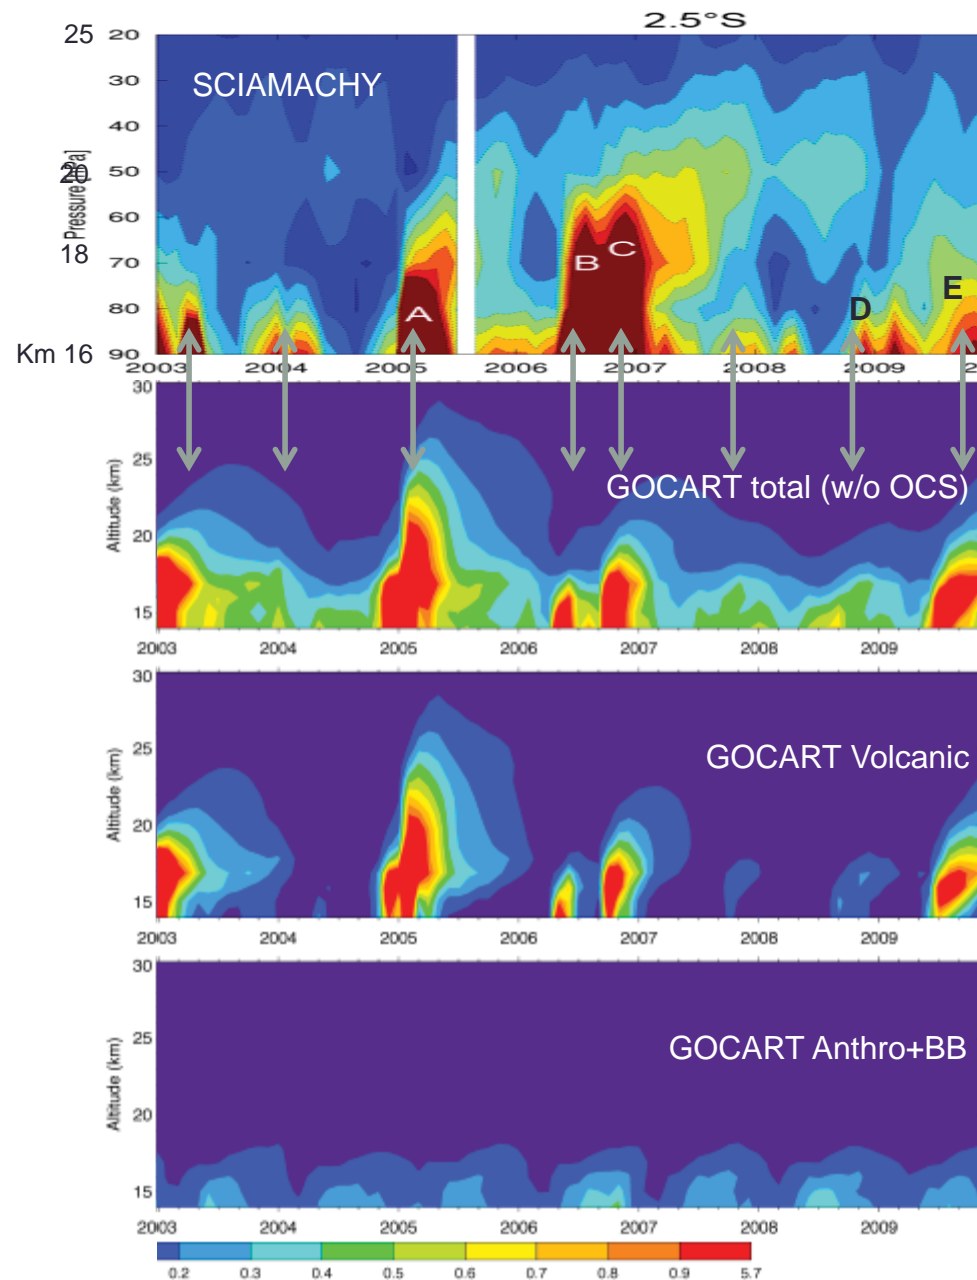 2.5°S
25 20
SCIAMACHY
30
40
20 50
60
18 70
80
Km 16 90
A
B
C
D
E
2003 2004 2005 2006 2007 2008 2009
30
25
20
15
Altitude (km)
GOCART total (w/o OCS)
2003 2004 2005 2006 2007 2008 2009
30
25
20
15
Altitude (km)
GOCART Volcanic
2003 2004 2005 2006 2007 2008 2009
30
25
20
15
Altitude (km)
GOCART Anthro+BB
2003 2004 2005 2006 2007 2008 2009
0.2 0.3 0.4 0.5 0.6 0.7 0.8 0.9 5.7